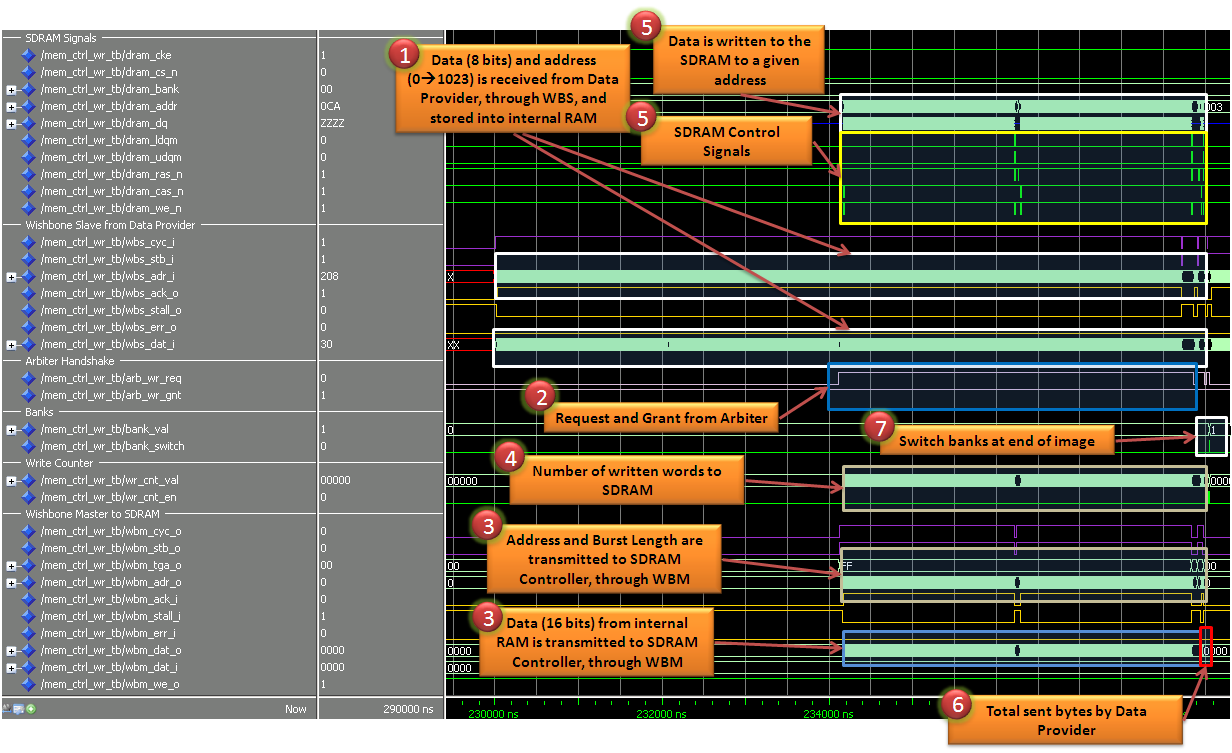 SDRAM Signals
/mem_ctrl_wr_tb/dram_cke 1
/mem_ctrl_wr_tb/dram_cs_n 0
/mem_ctrl_wr_tb/dram_bank 00
/mem_ctrl_wr_tb/dram_addr 0CA
/mem_ctrl_wr_tb/dram_dq ZZZZ
/mem_ctrl_wr_tb/dram_ldqm 0
/mem_ctrl_wr_tb/dram_udqm 0
/mem_ctrl_wr_tb/dram_ras_n 1
/mem_ctrl_wr_tb/dram_cas_n 1
/mem_ctrl_wr_tb/dram_we_n 1
Wishbone Slave from Data Provider
/mem_ctrl_wr_tb/wbs_cyc_i 1
/mem_ctrl_wr_tb/wbs_stb_i 1
/mem_ctrl_wr_tb/wbs_adr_i 208
/mem_ctrl_wr_tb/wbs_ack_o 1
/mem_ctrl_wr_tb/wbs_stall_o 0
/mem_ctrl_wr_tb/wbs_err_o 0
/mem_ctrl_wr_tb/wbs_dat_i 30
Arbiter Handshake
/mem_ctrl_wr_tb/arb_wr_req 0
/mem_ctrl_wr_tb/arb_wr_gnt 1
Banks
/mem_ctrl_wr_tb/bank_val 1
/mem_ctrl_wr_tb/bank_switch 0
Write Counter
/mem_ctrl_wr_tb/wr_cnt_val 00000
/mem_ctrl_wr_tb/wr_cnt_en 0
Wishbone Master to SDRAM
/mem_ctrl_wr_tb/wbm_cyc_o 0
/mem_ctrl_wr_tb/wbm_stb_o 0
/mem_ctrl_wr_tb/wbm_tga_o 00
/mem_ctrl_wr_tb/wbm_adr_o 0
/mem_ctrl_wr_tb/wbm_ack_i 0
/mem_ctrl_wr_tb/wbm_stall_i 1
/mem_ctrl_wr_tb/wbm_err_i 0
/mem_ctrl_wr_tb/wbm_dat_o 0000
/mem_ctrl_wr_tb/wbm_dat_i 0000
/mem_ctrl_wr_tb/wbm_we_o 1
Now 290000 ns
1
Data (8 bits) and address
(0→1023) is received from Data
Provider, through WBS, and
stored into internal RAM
5
Data is written to the
SDRAM to a given
address
5
SDRAM Control
Signals
003
X
XX
2
Request and Grant from Arbiter
0
1
7
Switch banks at end of image
4
Number of written words to
SDRAM
00000
3
Address and Burst Length are
transmitted to SDRAM
Controller, through WBM
00
FF
00
0
0
3
Data (16 bits) from internal
RAM is transmitted to SDRAM
Controller, through WBM
0000
0000
0000
6
Total sent bytes by Data
Provider
230000 ns
232000 ns
234000 ns